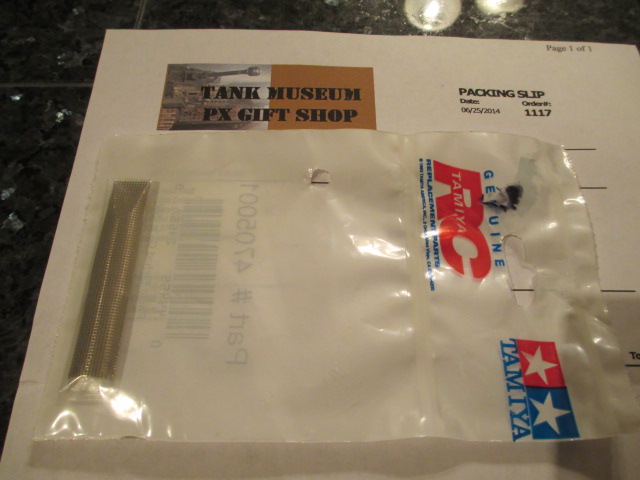 Page 1 of 1
TANK MUSEUM
PX GIFT SHOP
PACKING SLIP
Date: Order#:
06/25/2014 1117
GENUINE
TAMIYA
RC
REPLACEMENT PARTS
Part # 4705001
TAMIYA